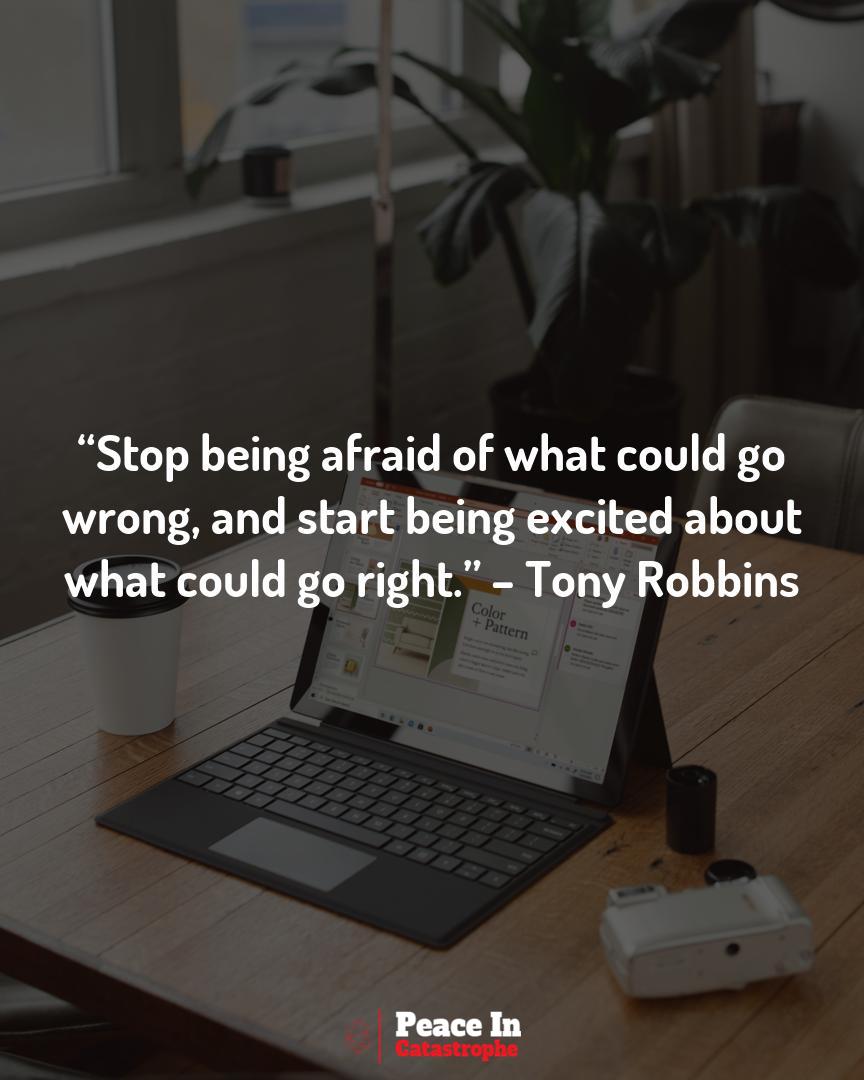 “Stop being afraid of what could go
wrong, and start being excited about
what could go right.” – Tony Robbins
Color
+ Pattern
Peace In
Catastrophe